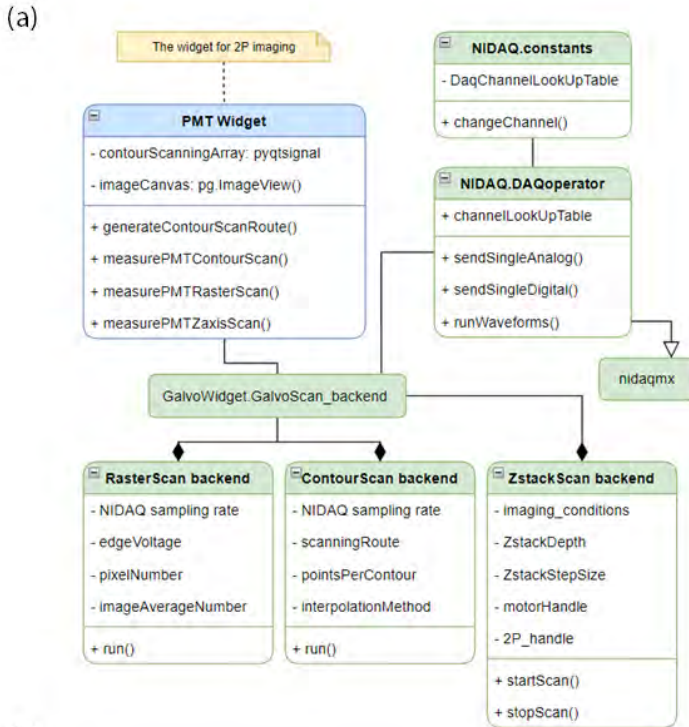 (a)
The widget for 2P imaging
PMT Widget
- contourScanningArray: pyqtsignal
- imageCanvas: pg.ImageView()
+ generateContourScanRoute()
+ measurePMTContourScan()
+ measurePMTRasterScan()
+ measurePMTZaxisScan()
NIDAQ.constants
- DaqChannelLookUpTable
+ changeChannel()
NIDAQ.DAQoperator
+ channelLookUpTable
+ sendSingleAnalog()
+ sendSingleDigital()
+ runWaveforms()
nidaqmx
GalvoWidget.GalvoScan_backend
RasterScan backend
- NIDAQ sampling rate
- edgeVoltage
- pixelNumber
- imageAverageNumber
+ run()
ContourScan backend
- NIDAQ sampling rate
- scanningRoute
- pointsPerContour
- interpolationMethod
+ run()
ZstackScan backend
- imaging_conditions
- ZstackDepth
- ZstackStepSize
- motorHandle
- 2P_handle
+ startScan()
+ stopScan()